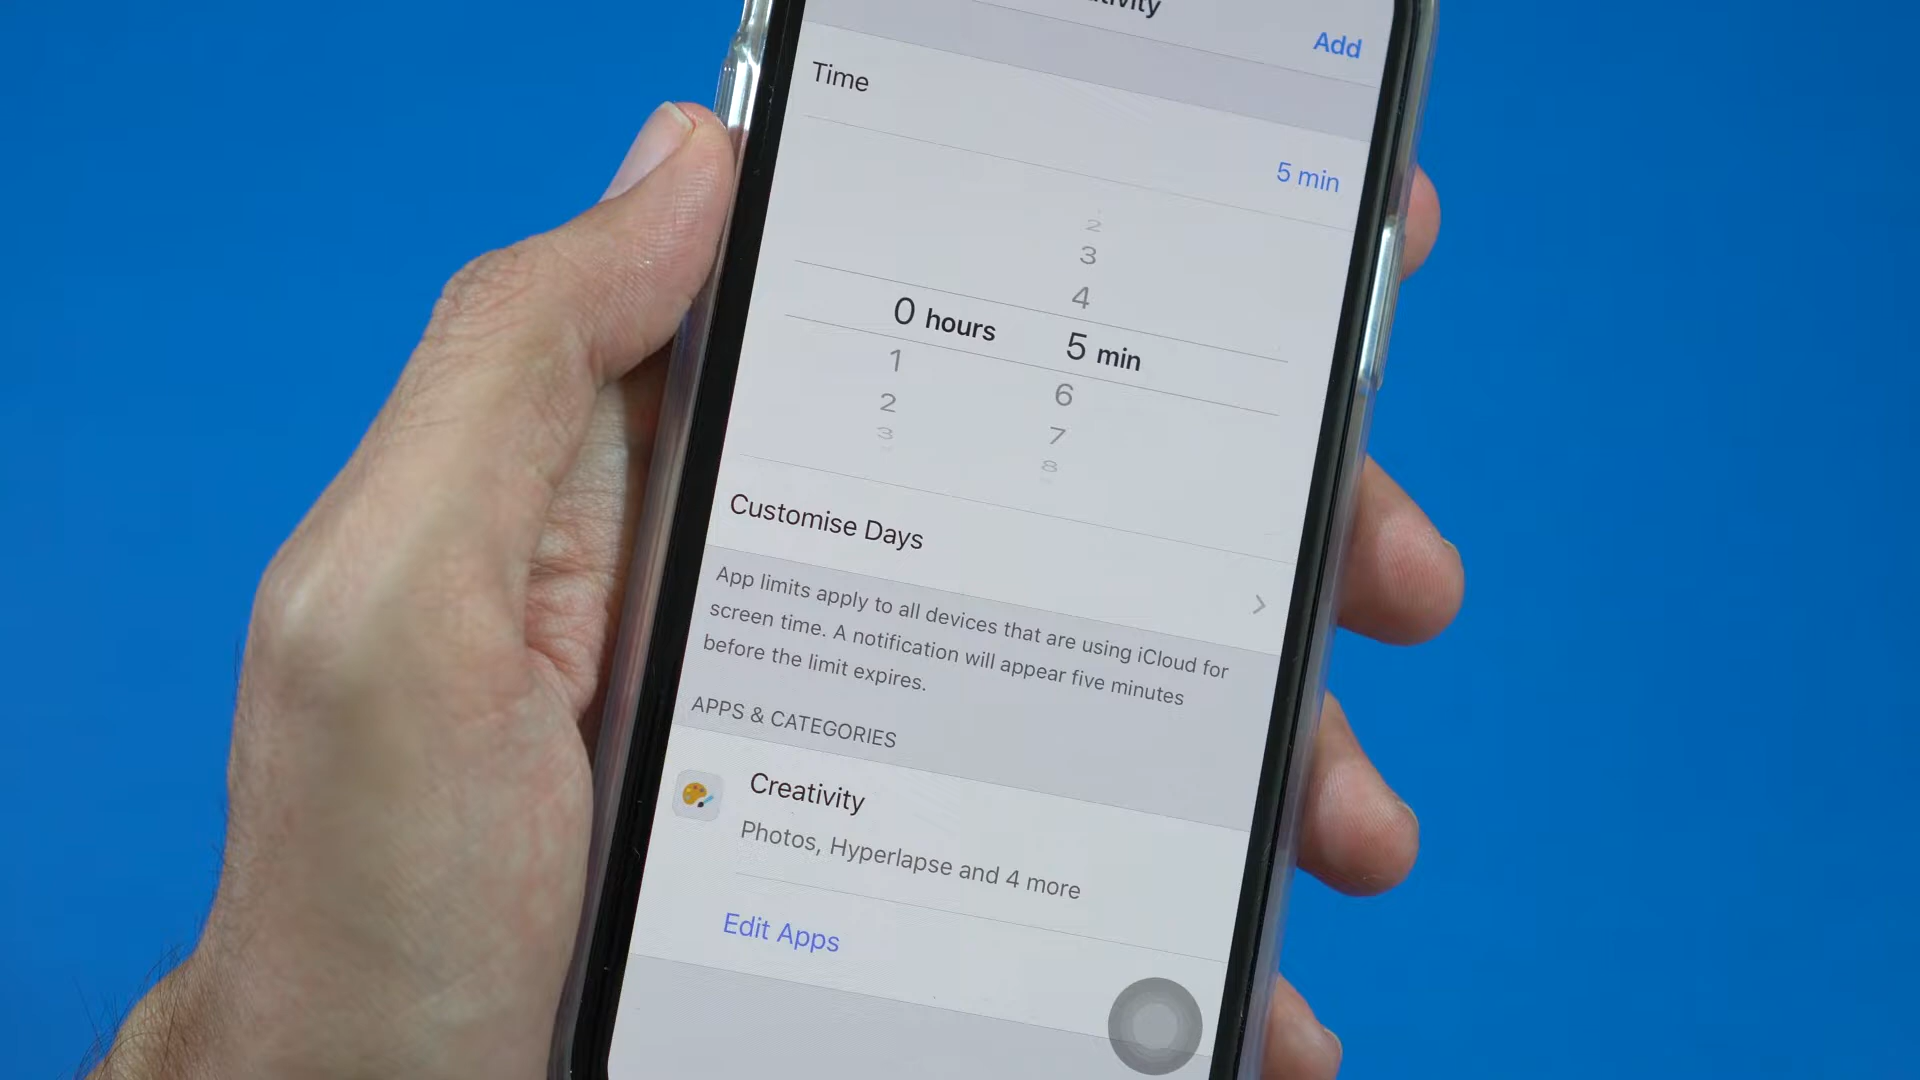 Add
Time
5 min
2
3
4
0 hours 5 min
1 6
2 7
3 8
Customise Days
App limits apply to all devices that are using iCloud for
screen time. A notification will appear five minutes
before the limit expires.
APPS & CATEGORIES
Creativity
Photos, Hyperlapse and 4 more
Edit Apps